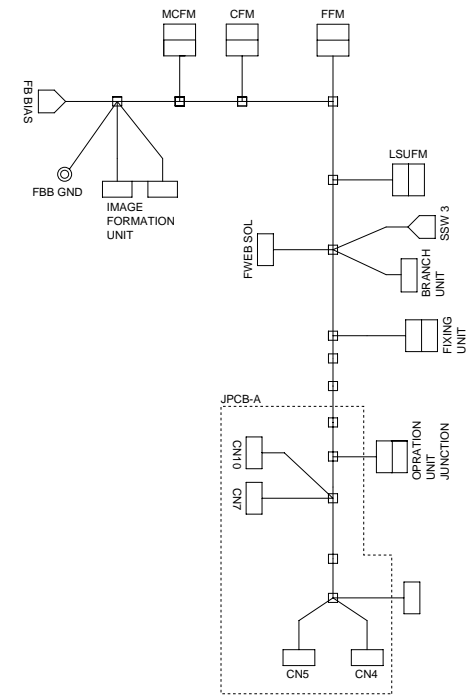 MCFM
CFM
FFM
FB BIAS
FBB GND
IMAGE
FORMATION
UNIT
LSUFM
SSW 3
FWEB SOL
BRANCH
UNIT
FIXING
UNIT
JPCB-A
CN10
CN7
OPRATION
UNIT
JUNCTION
CN5
CN4